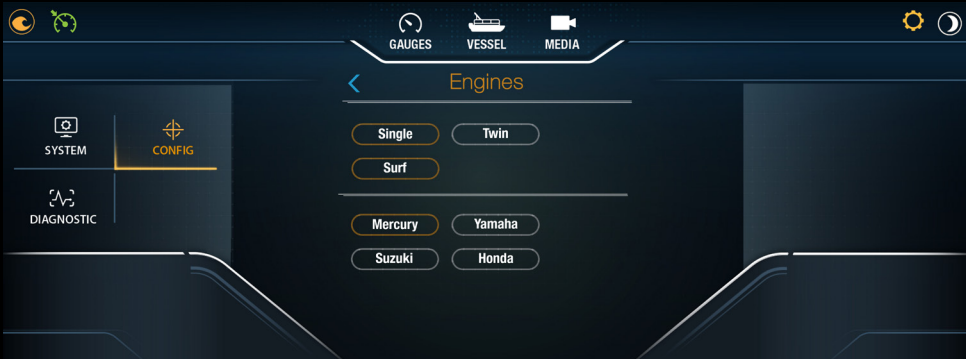 GAUGES VESSEL MEDIA
Engines
SYSTEM CONFIG
DIAGNOSTIC
Single Twin
Surf
Mercury Yamaha
Suzuki Honda